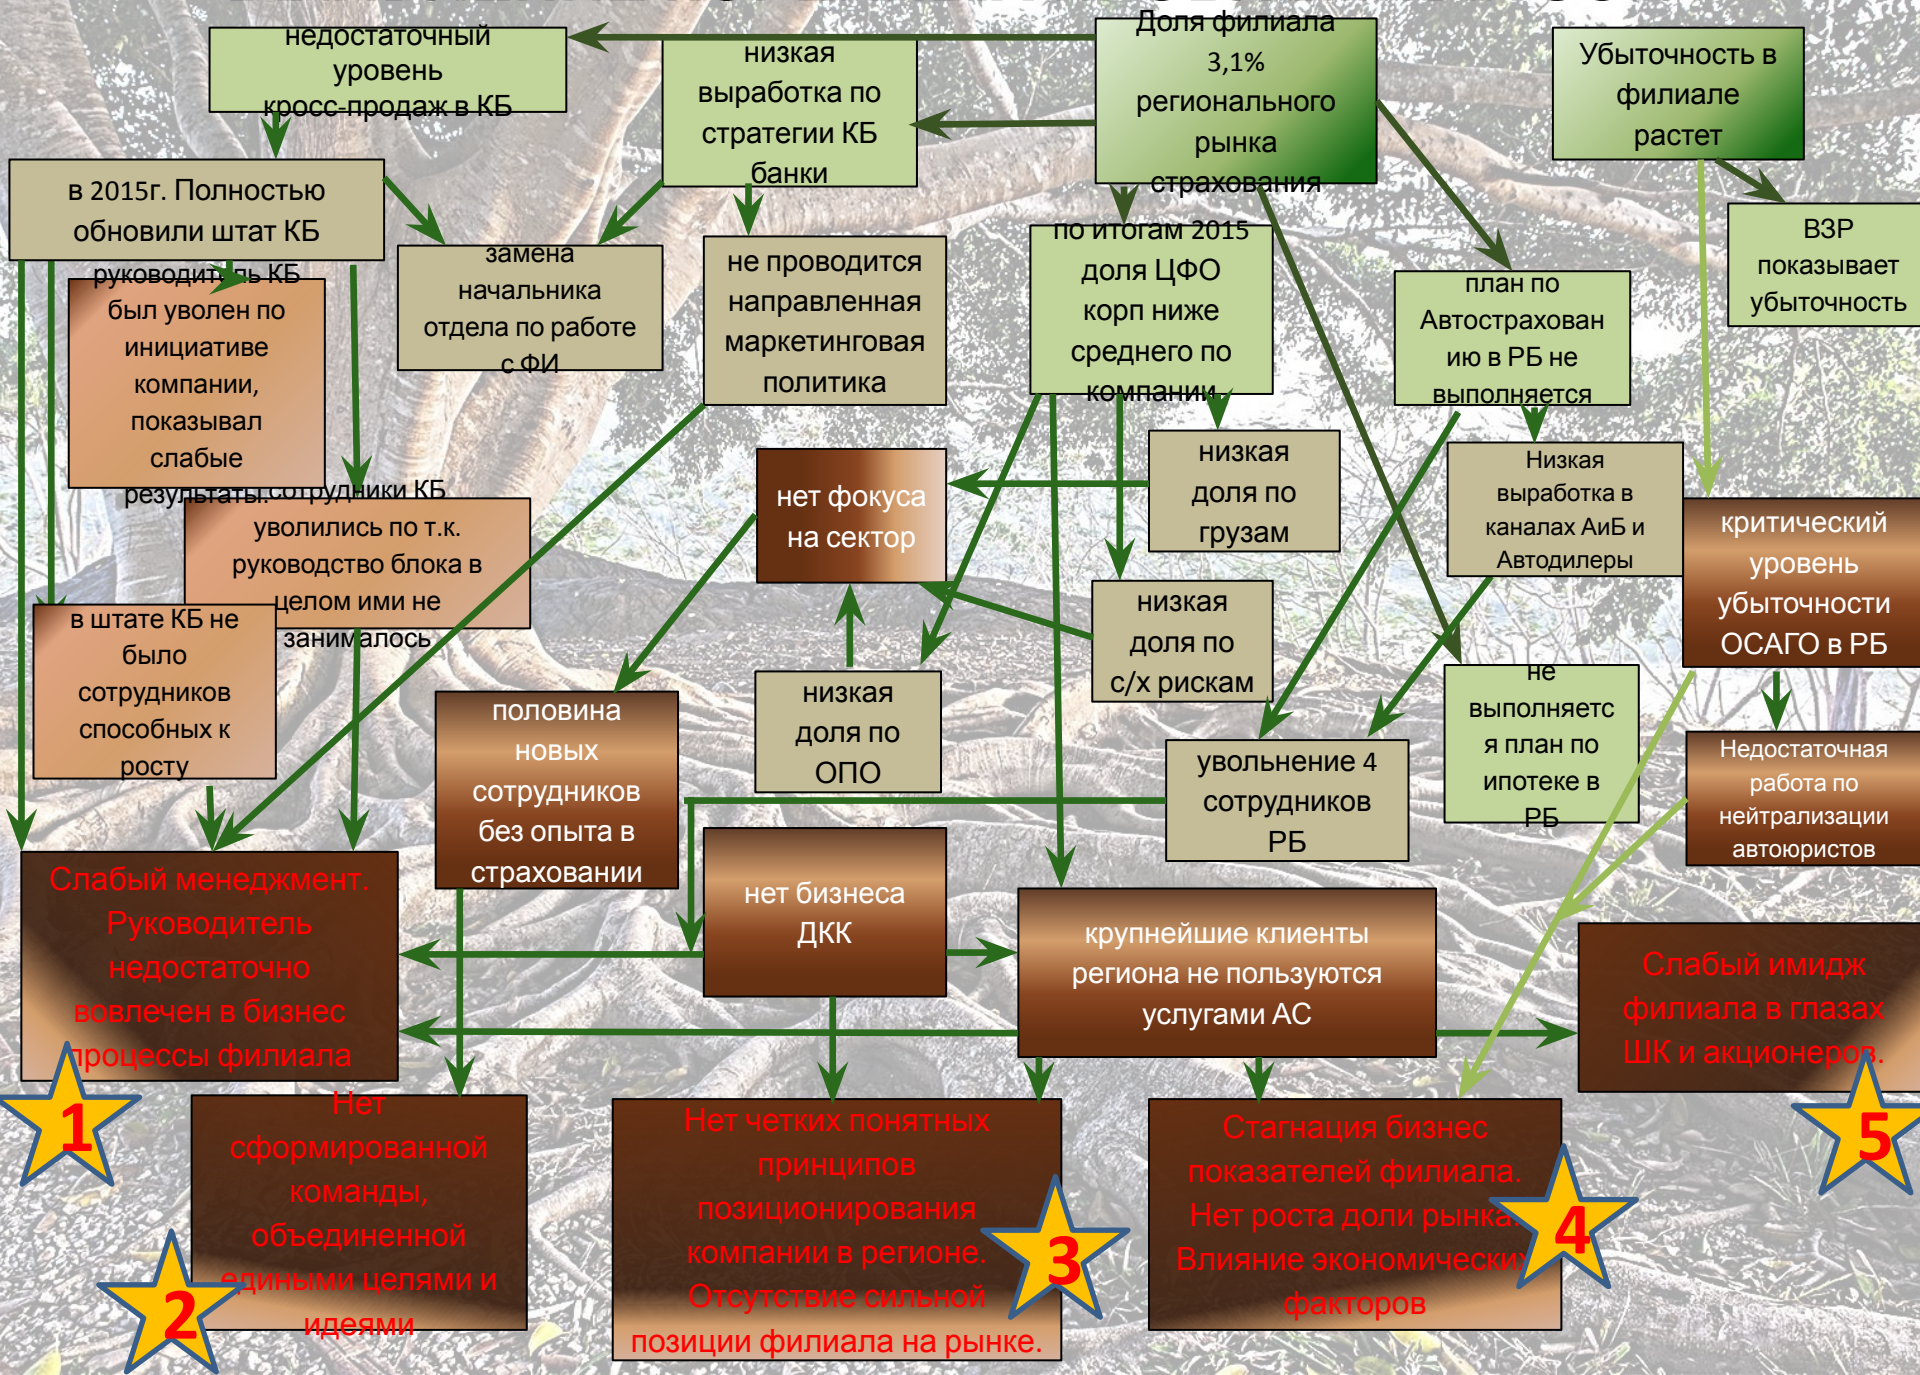 недостаточный
уровень
кросс-продаж в КБ
низкая
выработка по
стратегии КБ
банки
Доля филиала
3,1%
регионального
рынка
страхования
Убыточность в
филиале
растет
в 2015г. Полностью
обновили штат КБ
замена
начальника
отдела по работе
с ФИ
не проводится
направленная
маркетинговая
политика
по итогам 2015
доля ЦФО
корп ниже
среднего по
компании
план по
Автострахован
ию в РБ не
выполняется
ВЗР
показывает
убыточность
руководитель КБ
был уволен по
инициативе
компании,
показывал
слабые
результаты.
сотрудники КБ
уволились по т.к.
руководство блока в
целом ими не
занималось
в штате КБ не
было
сотрудников
способных к
росту
нет фокуса
на сектор
низкая
доля по
грузам
Низкая
выработка в
каналах АиБ и
Автодилеры
критический
уровень
убыточности
ОСАГО в РБ
низкая
доля по
с/х рискам
половина
новых
сотрудников
без опыта в
страховании
низкая
доля по
ОПО
увольнение 4
сотрудников
РБ
не
выполняетс
я план по
ипотеке в
РБ
Недостаточная
работа по
нейтрализации
автоюристов
нет бизнеса
ДКК
крупнейшие клиенты
региона не пользуются
услугами АС
Слабый менеджмент.
Руководитель
недостаточно
вовлечен в бизнес
процессы филиала
1
Нет
сформированной
команды,
объединенной
едиными целями и
идеями
2
Нет четких понятных
принципов
позиционирования
компании в регионе.
Отсутствие сильной
позиции филиала на рынке.
3
Стагнация бизнес
показателей филиала.
Нет роста доли рынка.
Влияние экономических
факторов
4
Слабый имидж
филиала в глазах
ШК и акционеров.
5